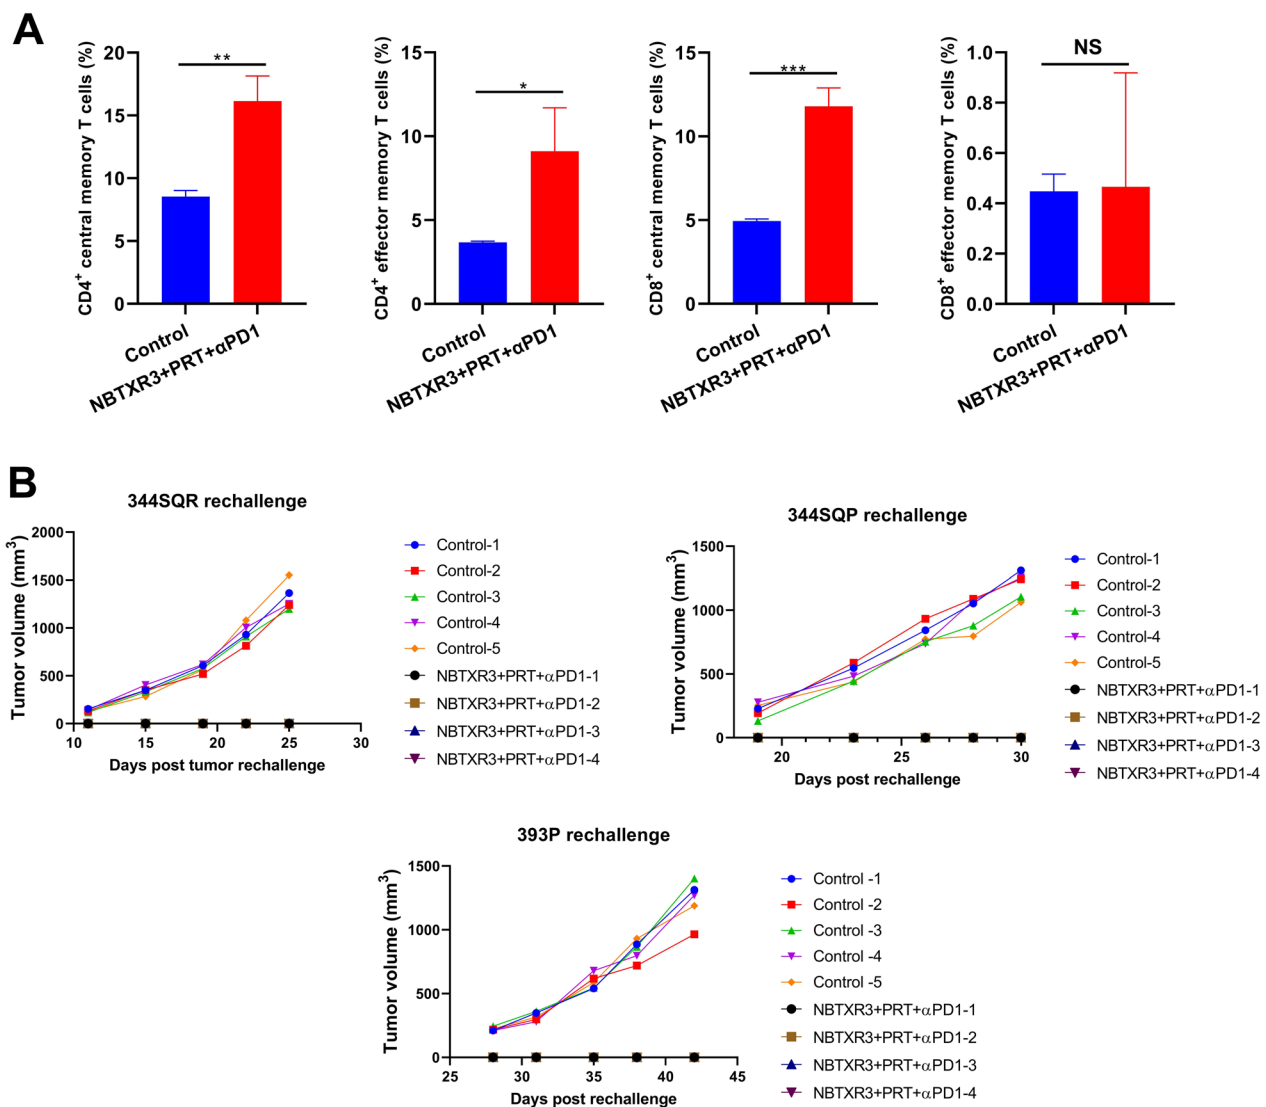 A
CD4+ central memory T cells (%)
20
15
10
5
0
**
Control
NBTXR3+PRT+αPD1
CD4+ effector memory T cells (%)
15
10
5
0
*
Control
NBTXR3+PRT+αPD1
CD8+ central memory T cells (%)
15
10
5
0
***
Control
NBTXR3+PRT+αPD1
CD8+ effector memory T cells (%)
1.0
0.8
0.6
0.4
0.2
0.0
NS
Control
NBTXR3+PRT+αPD1
B
344SQR rechallenge
Tumor volume (mm3)
2000
1500
1000
500
0
10 15 20 25 30
Days post tumor rechallenge
Control-1
Control-2
Control-3
Control-4
Control-5
NBTXR3+PRT+αPD1-1
NBTXR3+PRT+αPD1-2
NBTXR3+PRT+αPD1-3
NBTXR3+PRT+αPD1-4
344SQP rechallenge
Tumor volume (mm3)
1500
1000
500
0
20 25 30
Days post rechallenge
Control-1
Control-2
Control-3
Control-4
Control-5
NBTXR3+PRT+αPD1-1
NBTXR3+PRT+αPD1-2
NBTXR3+PRT+αPD1-3
NBTXR3+PRT+αPD1-4
393P rechallenge
Tumor volume (mm3)
1500
1000
500
0
25 30 35 40 45
Days post rechallenge
Control -1
Control -2
Control -3
Control -4
Control -5
NBTXR3+PRT+αPD1-1
NBTXR3+PRT+αPD1-2
NBTXR3+PRT+αPD1-3
NBTXR3+PRT+αPD1-4